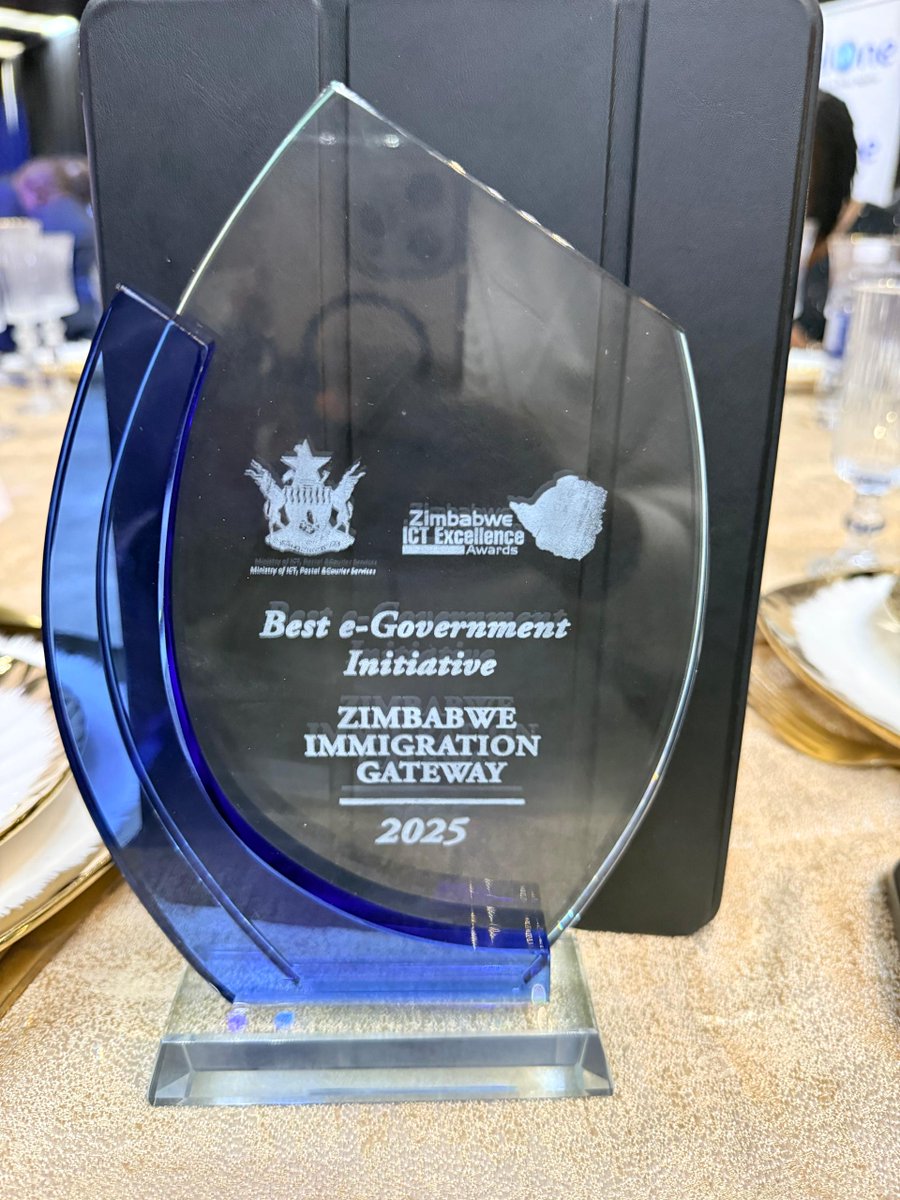 Zimbabwe
ICT Excellence
Awards
Ministry of ICT, Postal &Courier Services
Best e-Government
Initiative
ZIMBABWE
IMMIGRATION
GATEWAY
2025